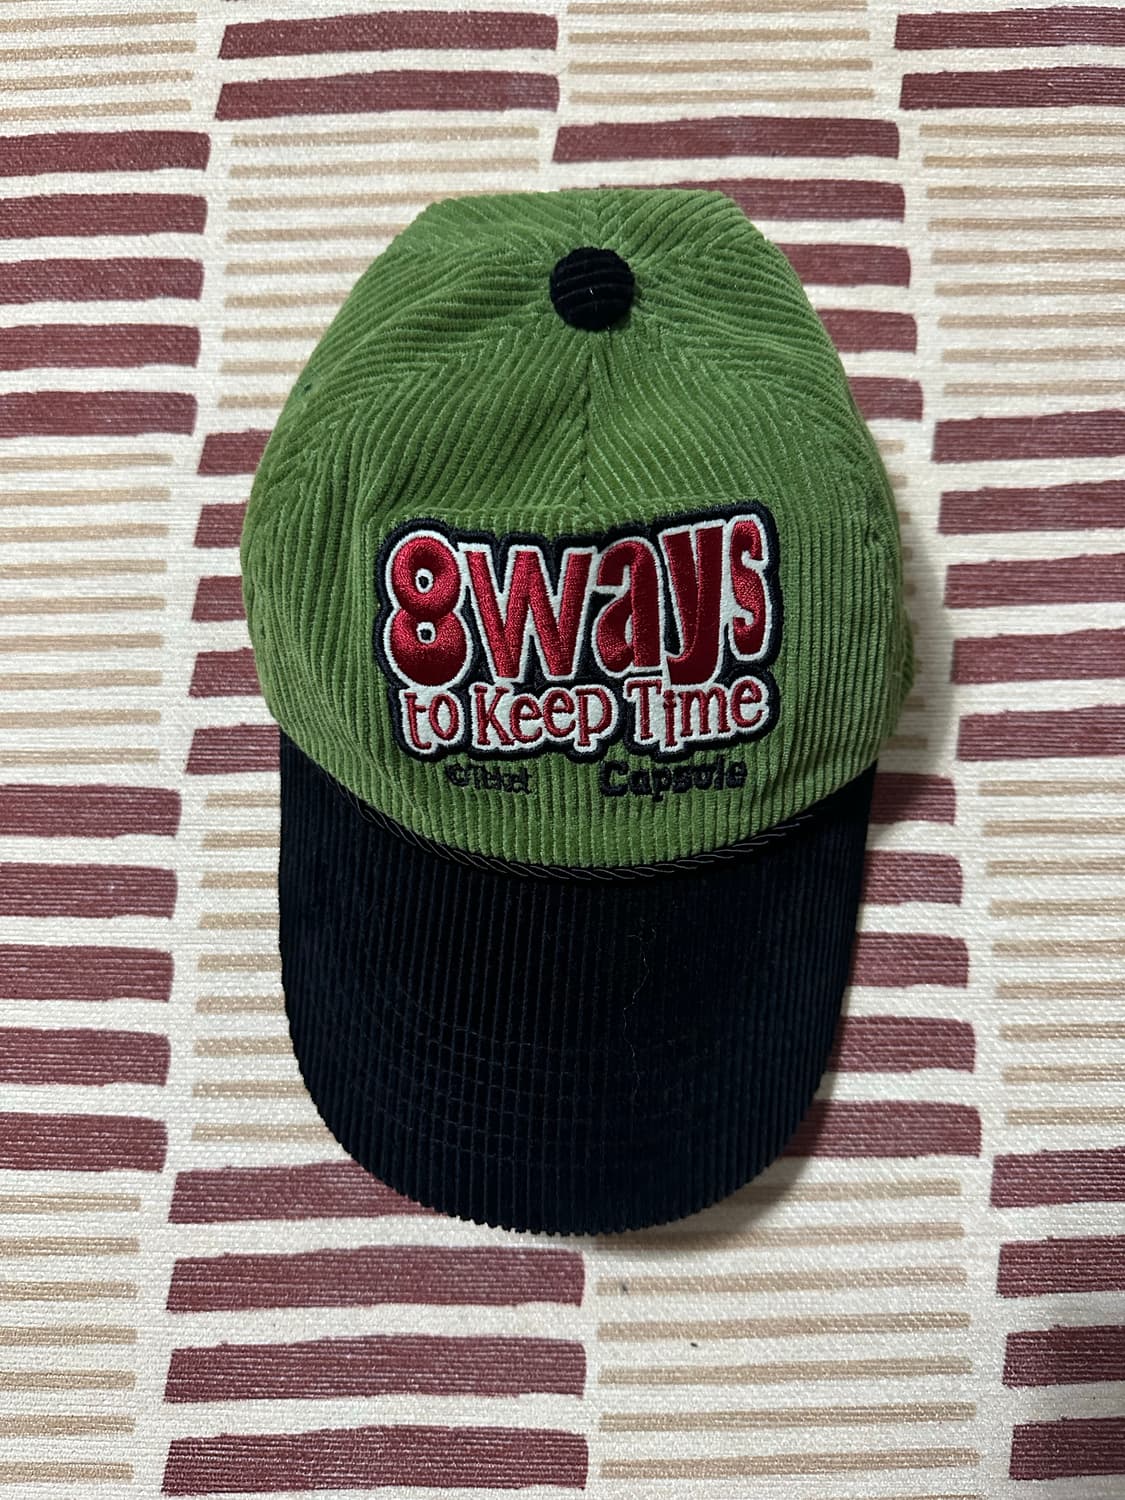 8ways
to Keep Time
Capsule